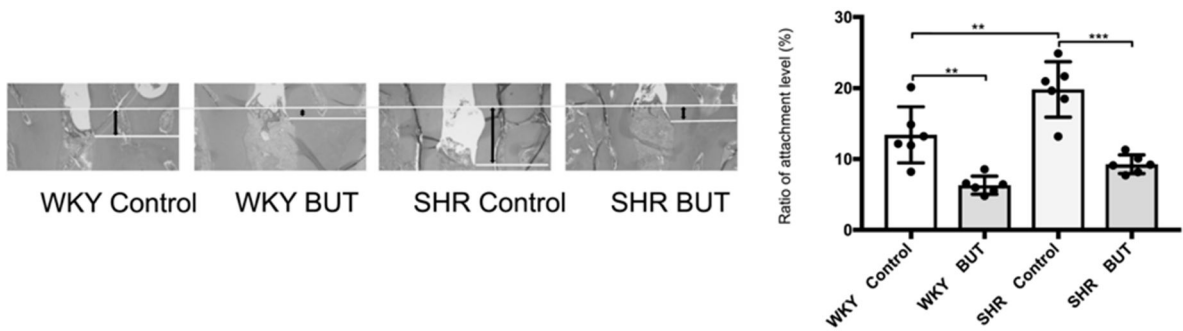 WKY Control
WKY BUT
SHR Control
SHR BUT
Ratio of attachment level (%)
30
20
10
0
**
**
***
WKY Control
WKY BUT
SHR Control
SHR BUT